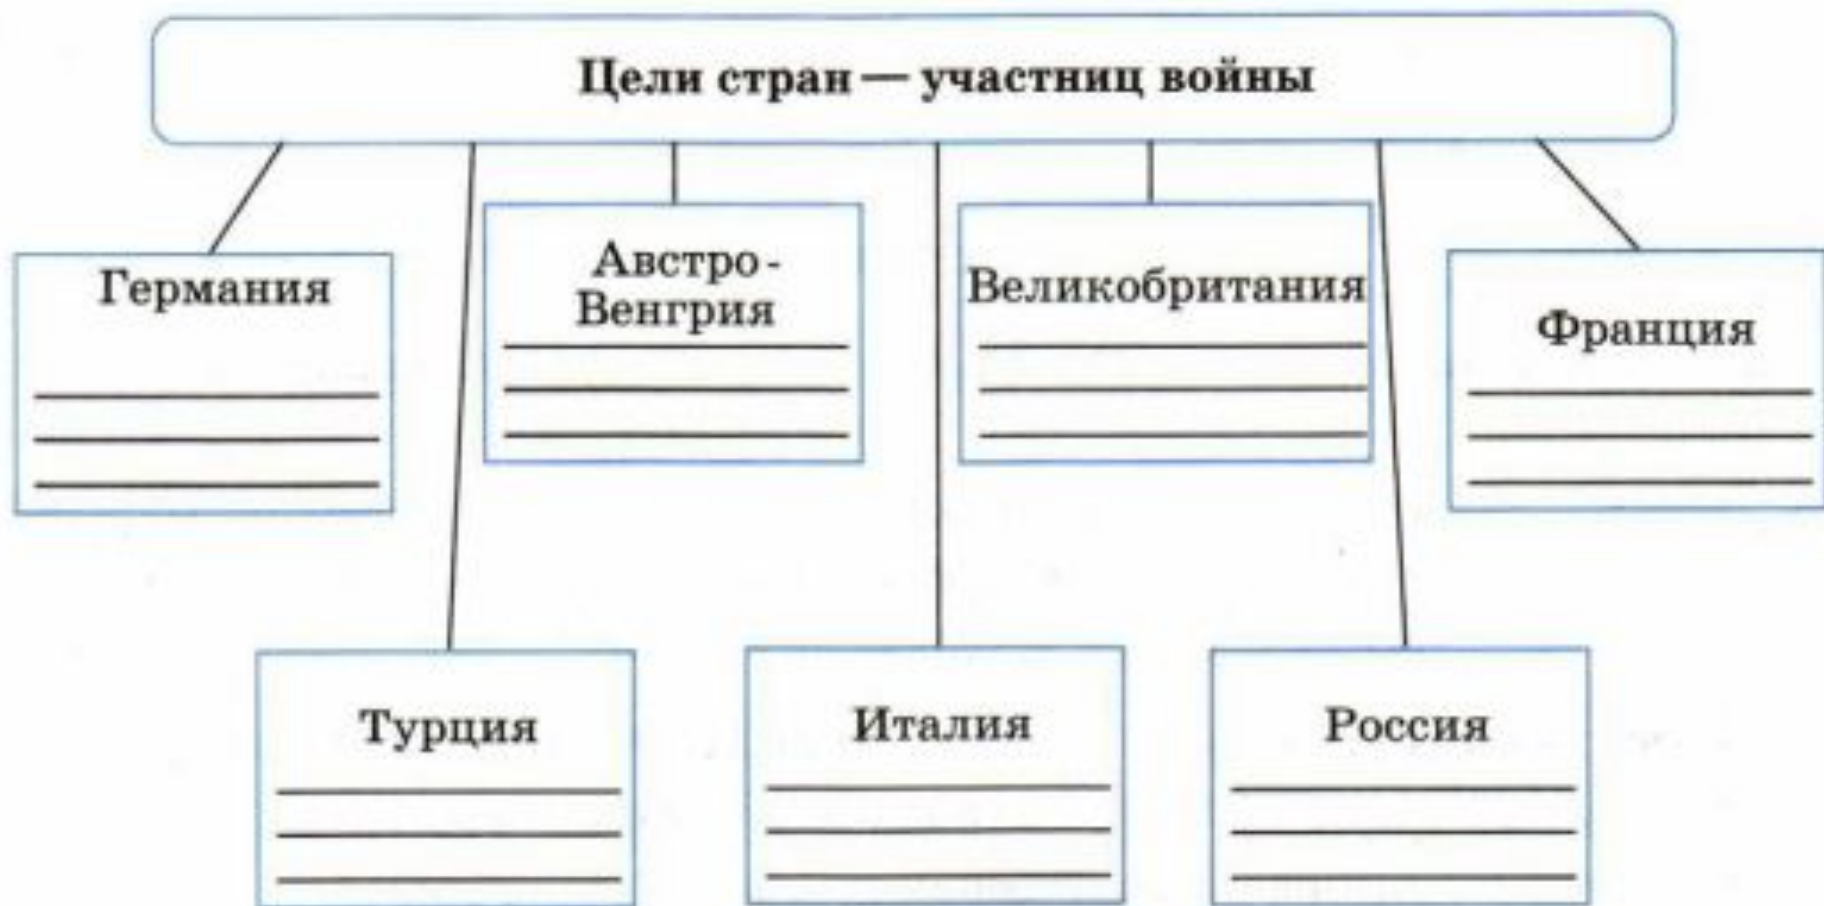 Цели стран — участниц войны
Германия
Австро-
Венгрия
Великобритания
Франция
Турция
Италия
Россия